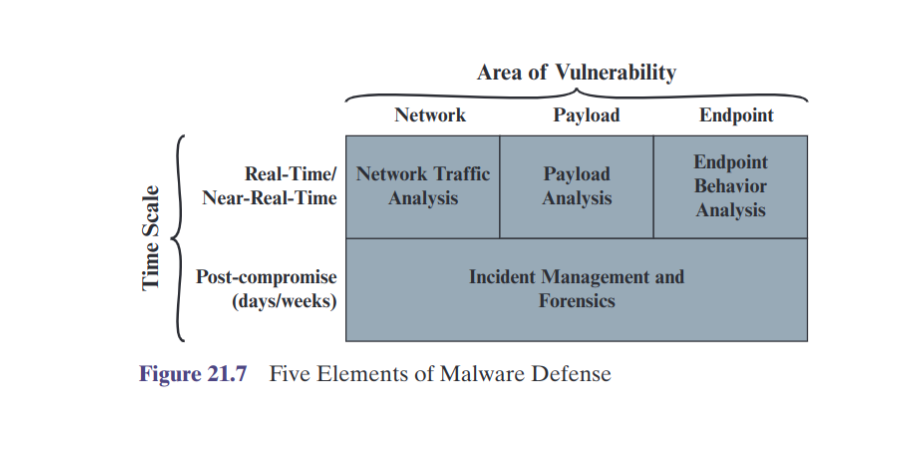 Area of Vulnerability
Network Payload Endpoint
Time Scale
Real-Time/
Near-Real-Time
Network Traffic
Analysis
Payload
Analysis
Endpoint
Behavior
Analysis
Post-compromise
(days/weeks)
Incident Management and
Forensics
Figure 21.7 Five Elements of Malware Defense